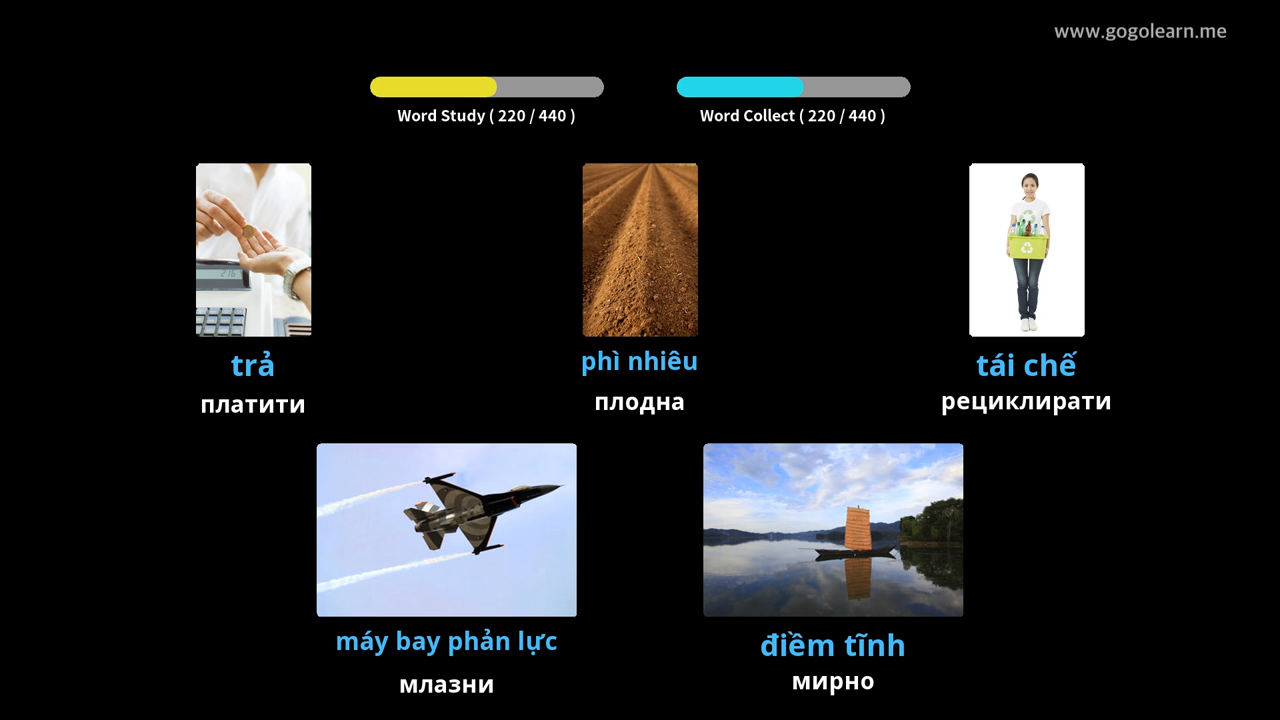 www.gogolearn.me
Word Study ( 220 / 440 )
Word Collect ( 220 / 440 )
trả
платити
phì nhiêu
плодна
tái chế
рециклирати
máy bay phản lực
млазни
điềm tĩnh
мирно